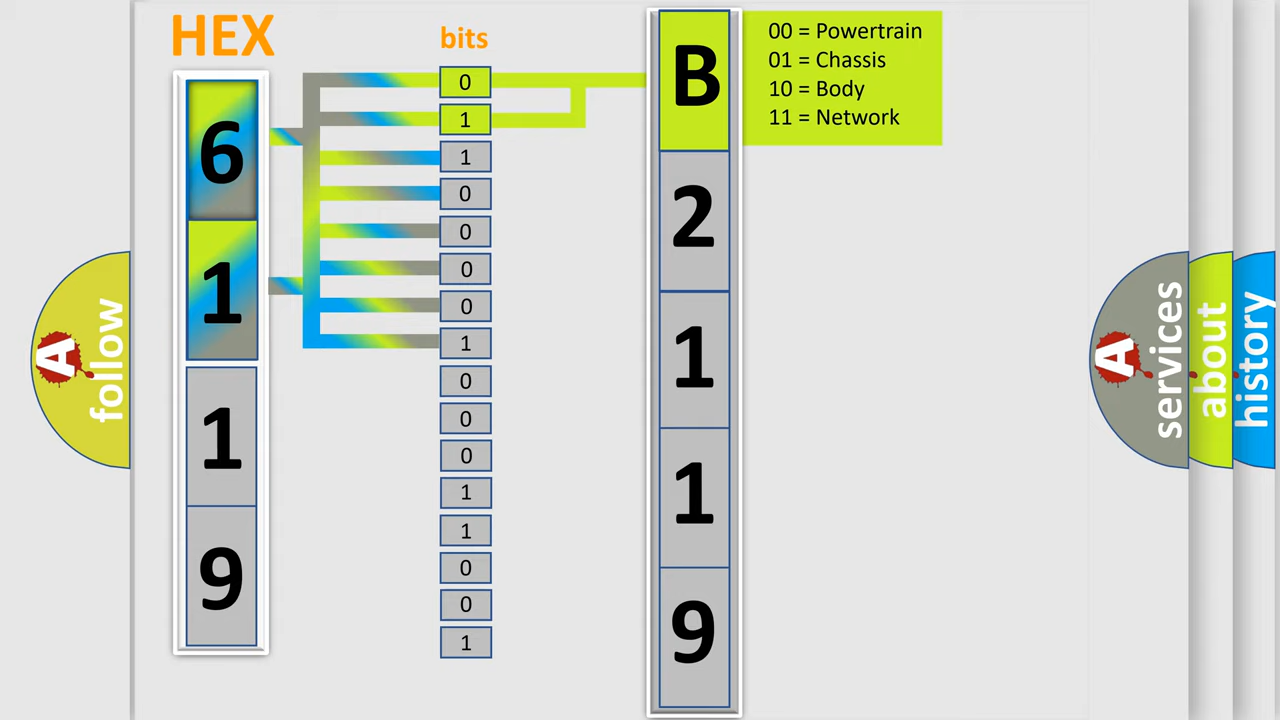 HEX
bits
6
1
1
9
0
1
1
0
0
0
0
1
0
0
0
1
1
0
0
1
B
2
1
1
9
00 = Powertrain
01 = Chassis
10 = Body
11 = Network
A
follow
A
services
about
history